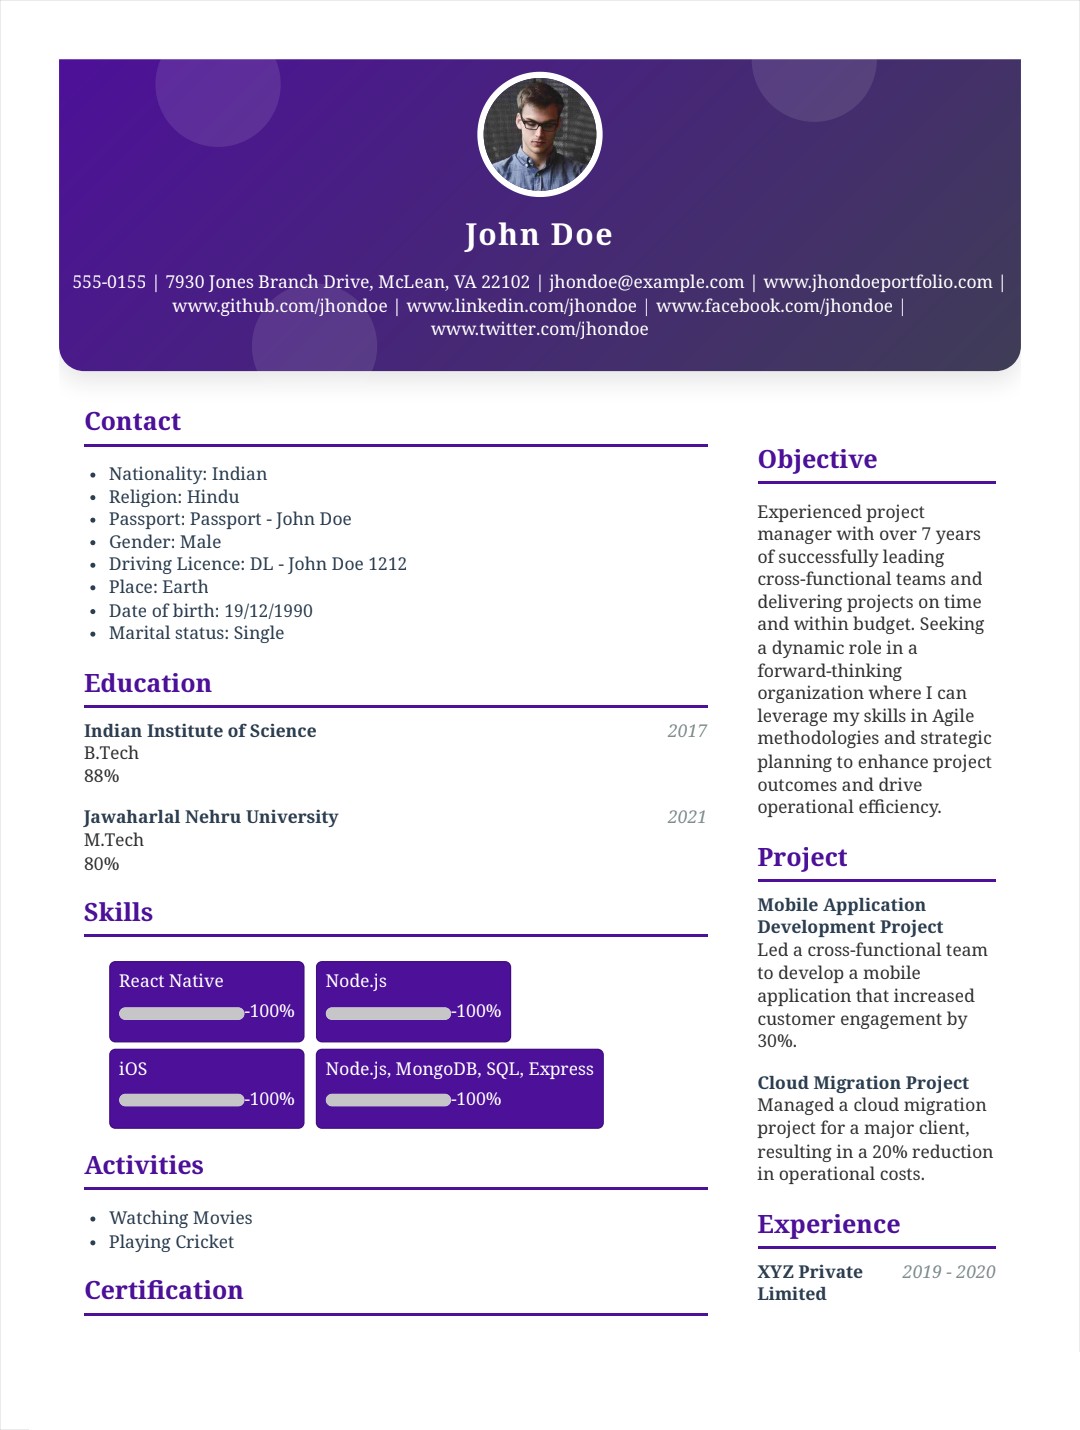 John Doe
555-0155 | 7930 Jones Branch Drive, McLean, VA 22102 | jhondoe@example.com | www.jhondoeportfolio.com |
www.github.com/jhondoe | www.linkedin.com/jhondoe | www.facebook.com/jhondoe |
www.twitter.com/jhondoe
Contact
• Nationality: Indian
• Religion: Hindu
• Passport: Passport - John Doe
• Gender: Male
• Driving Licence: DL - John Doe 1212
• Place: Earth
• Date of birth: 19/12/1990
• Marital status: Single
Education
Indian Institute of Science 2017
B.Tech
88%
Jawaharlal Nehru University 2021
M.Tech
80%
Skills
React Native
-100%
Node.js
-100%
iOS
-100%
Node.js, MongoDB, SQL, Express
-100%
Activities
• Watching Movies
• Playing Cricket
Certification
Objective
Experienced project
manager with over 7 years
of successfully leading
cross-functional teams and
delivering projects on time
and within budget. Seeking
a dynamic role in a
forward-thinking
organization where I can
leverage my skills in Agile
methodologies and strategic
planning to enhance project
outcomes and drive
operational efficiency.
Project
Mobile Application
Development Project
Led a cross-functional team
to develop a mobile
application that increased
customer engagement by
30%.
Cloud Migration Project
Managed a cloud migration
project for a major client,
resulting in a 20% reduction
in operational costs.
Experience
XYZ Private 2019 - 2020
Limited